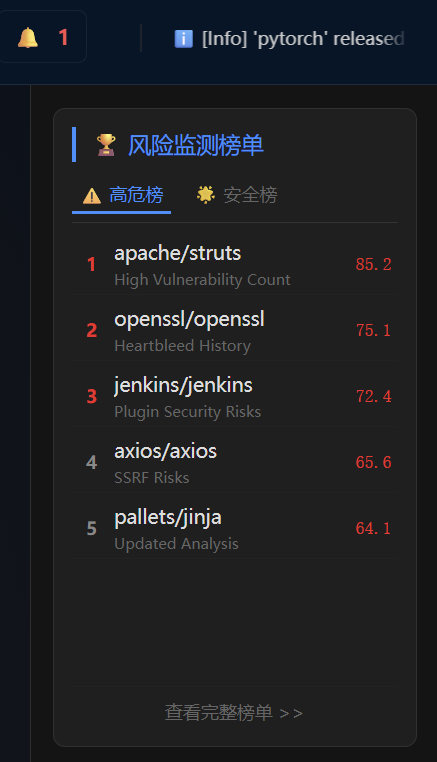 1
[Info] 'pytorch' released
风险监测榜单
高危榜 安全榜
1 apache/struts 85.2
High Vulnerability Count
2 openssl/openssl 75.1
Heartbleed History
3 jenkins/jenkins 72.4
Plugin Security Risks
4 axios/axios 65.6
SSRF Risks
5 pallets/jinja 64.1
Updated Analysis
查看完整榜单 >>